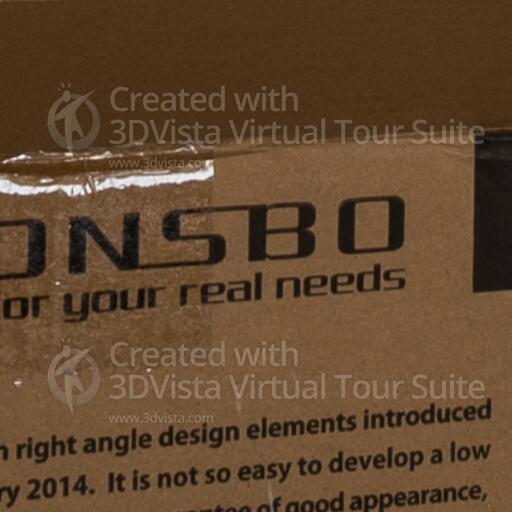 Created with
3DVista Virtual Tour Suite
www.3dvista.com
ONSBO
or your real needs
Created with
3DVista Virtual Tour Suite
www.3dvista.com
right angle design elements introduced
ry 2014. It is not so easy to develop a low
of good appearance,